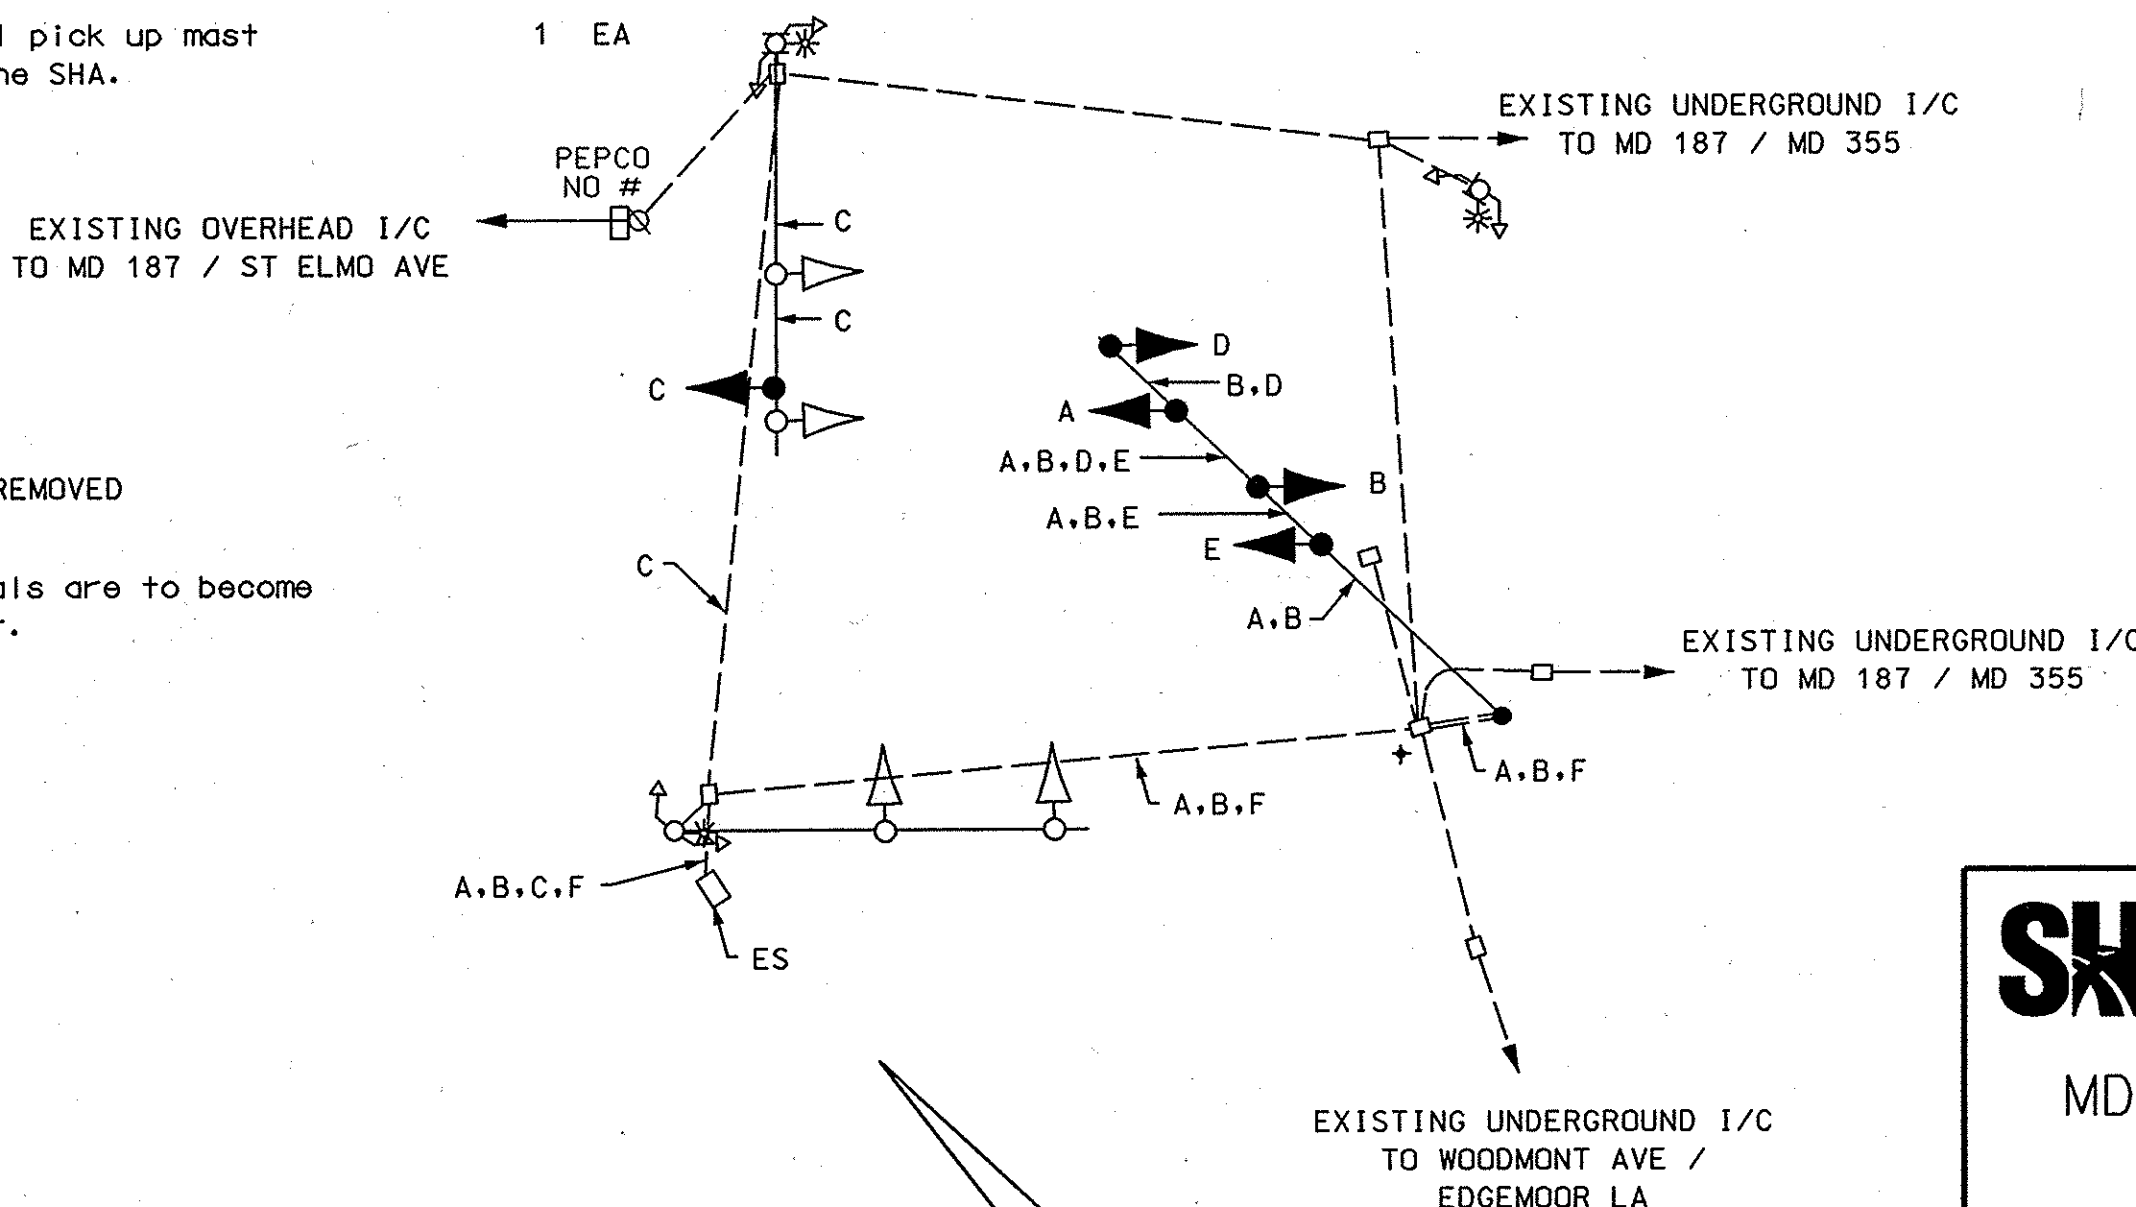 pick up mast
he SHA.
1 EA
PEPCO
NO #
EXISTING OVERHEAD I/C
TO MD 187 / ST ELMO AVE
EXISTING UNDERGROUND I/C
TO MD 187 / MD 355
C
C
C
D
B,D
A
A,B,D,E
B
A,B,E
E
A,B
REMOVED
als are to become
r.
C
EXISTING UNDERGROUND I/C
TO MD 187 / MD 355
A,B,F
A,B,F
A,B,C,F
ES
EXISTING UNDERGROUND I/C
TO WOODMONT AVE /
EDGEMOOR LA
SH
MD